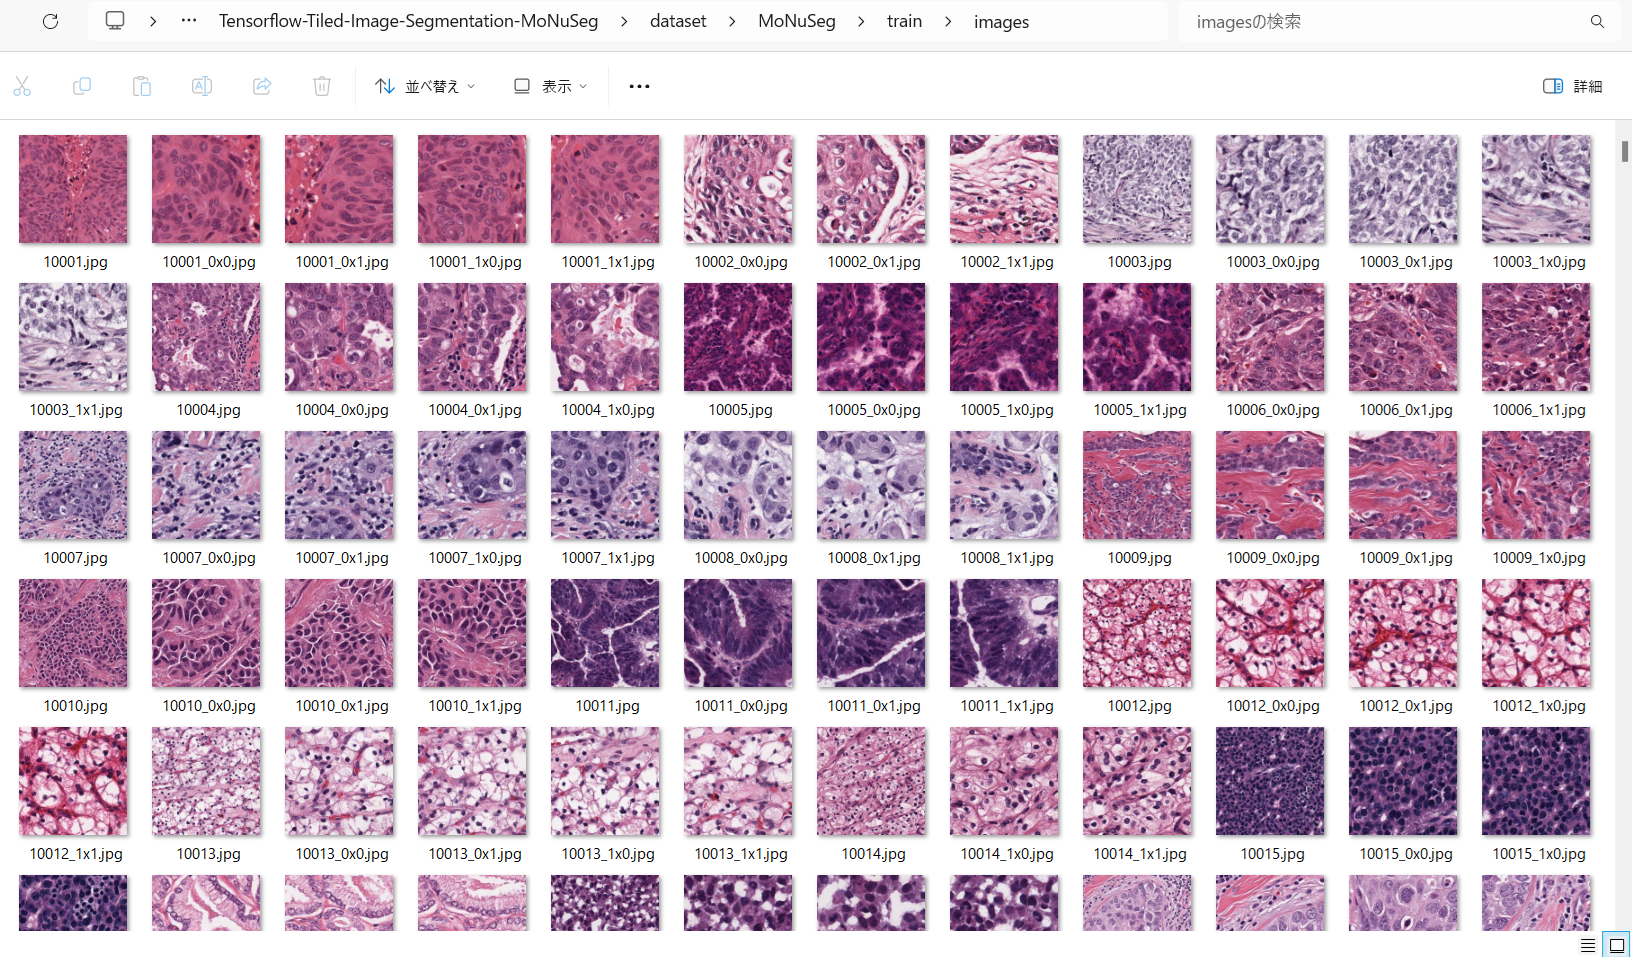 Tensorflow-Tiled-Image-Segmentation-MoNuSeg > dataset > MoNuSeg > train > images
imagesの検索
並べ替え 表示 詳細
10001.jpg 10001_0x0.jpg 10001_0x1.jpg 10001_1x0.jpg 10001_1x1.jpg 10002_0x0.jpg 10002_0x1.jpg 10002_1x1.jpg 10003.jpg 10003_0x0.jpg 10003_0x1.jpg 10003_1x0.jpg
10003_1x1.jpg 10004.jpg 10004_0x0.jpg 10004_0x1.jpg 10004_1x0.jpg 10005.jpg 10005_0x0.jpg 10005_1x0.jpg 10005_1x1.jpg 10006_0x0.jpg 10006_0x1.jpg 10006_1x1.jpg
10007.jpg 10007_0x0.jpg 10007_0x1.jpg 10007_1x0.jpg 10007_1x1.jpg 10008_0x0.jpg 10008_0x1.jpg 10008_1x1.jpg 10009.jpg 10009_0x0.jpg 10009_0x1.jpg 10009_1x0.jpg
10010.jpg 10010_0x0.jpg 10010_0x1.jpg 10010_1x1.jpg 10011.jpg 10011_0x0.jpg 10011_0x1.jpg 10011_1x1.jpg 10012.jpg 10012_0x0.jpg 10012_0x1.jpg 10012_1x0.jpg
10012_1x1.jpg 10013.jpg 10013_0x0.jpg 10013_0x1.jpg 10013_1x0.jpg 10013_1x1.jpg 10014.jpg 10014_1x0.jpg 10014_1x1.jpg 10015.jpg 10015_0x0.jpg 10015_1x0.jpg